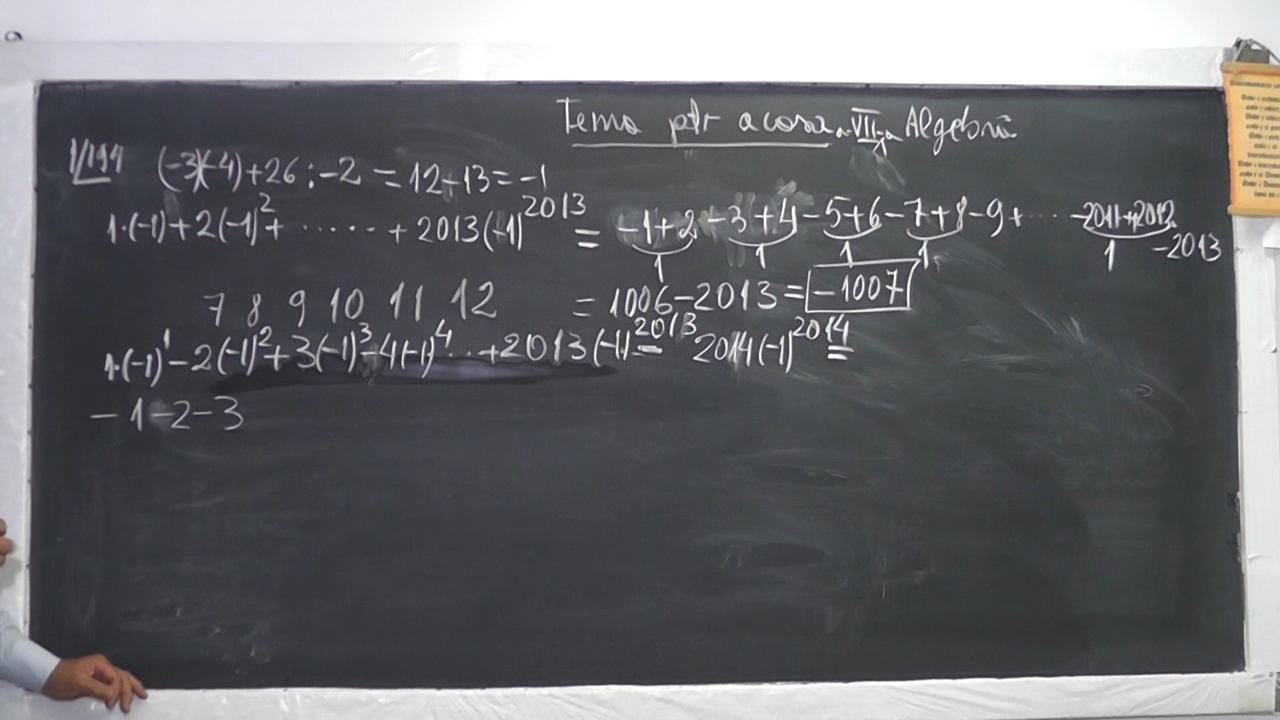 Tema ptr acasa a VII-a Algebră
1/194 (-3)(-4)+26:-2 = 12-13=-1
1·(-1)+2(-1)²+ ...... + 2013(-1)²⁰¹³ = -1+2-3+4-5+6-7+8-9+ ... -2011+2012-2013
1 1 1 1 1
7 8 9 10 11 12 = 1006-2013 = -1007
1·(-1)¹-2(-1)²+3(-1)³-4(-1)⁴...+2013(-1)²⁰¹³- 2014(-1)²⁰¹⁴=
-1-2-3